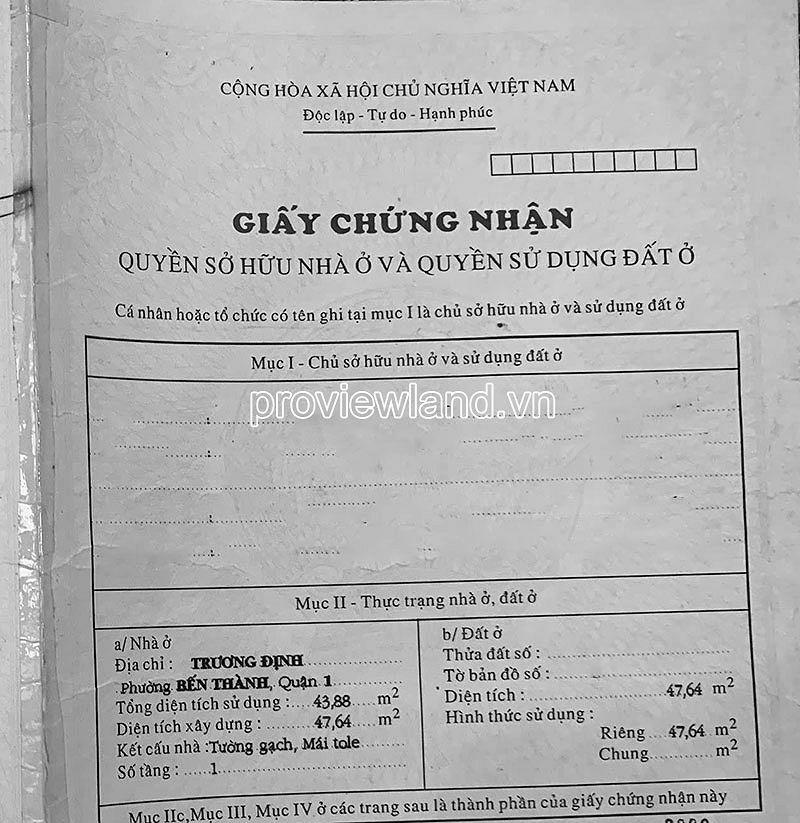 CỘNG HÒA XÃ HỘI CHỦ NGHĨA VIỆT NAM
Độc lập - Tự do - Hạnh phúc
GIẤY CHỨNG NHẬN
QUYỀN SỞ HỮU NHÀ Ở VÀ QUYỀN SỬ DỤNG ĐẤT Ở
Cá nhân hoặc tổ chức có tên ghi tại mục I là chủ sở hữu nhà ở và sử dụng đất ở
Mục I - Chủ sở hữu nhà ở và sử dụng đất ở
proviewland.vn
Mục II - Thực trạng nhà ở, đất ở
a/ Nhà ở
Địa chỉ : TRƯƠNG ĐỊNH
Phường BẾN THÀNH, Quận 1
Tổng diện tích sử dụng : 43,88 m²
Diện tích xây dựng : 47,64 m²
Kết cấu nhà : Tường gạch, Mái tole
Số tầng : 1
b/ Đất ở
Thửa đất số :
Tờ bản đồ số :
Diện tích : 47,64 m²
Hình thức sử dụng :
Riêng 47,64 m²
Chung m²
Mục IIc, Mục III, Mục IV ở các trang sau là thành phần của giấy chứng nhận này